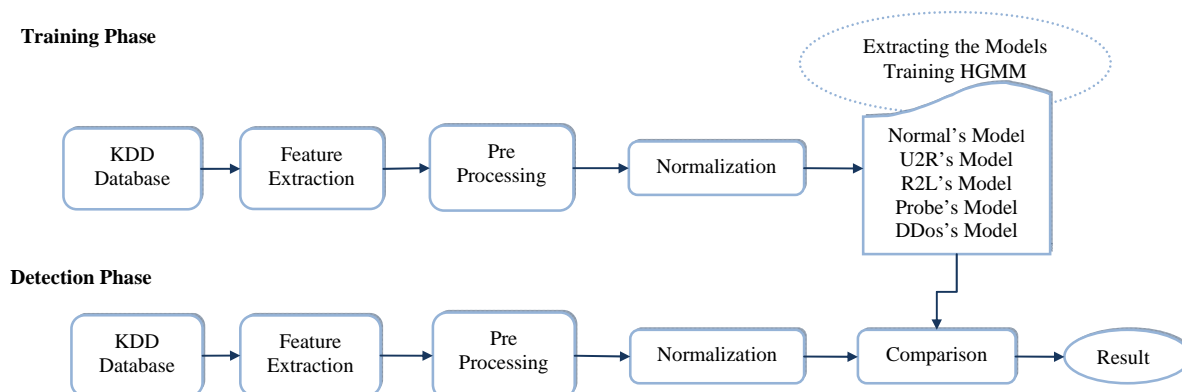 Training Phase
Extracting the Models
Training HGMM
KDD
Database
Feature
Extraction
Pre
Processing
Normalization
Normal's Model
U2R's Model
R2L's Model
Probe's Model
DDos's Model
Detection Phase
KDD
Database
Feature
Extraction
Pre
Processing
Normalization
Comparison
Result